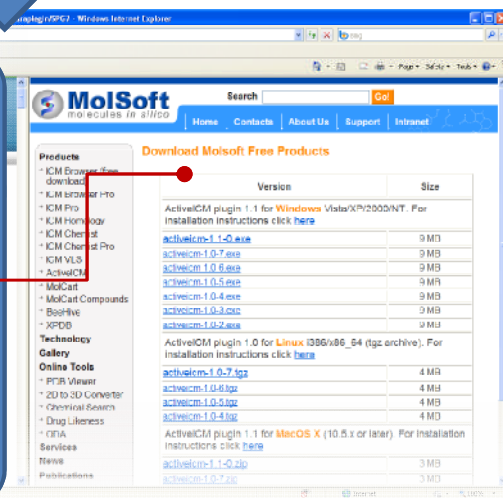 mplegin/SPG? - Windows Internet Explorer
bing
Page Safety Tools
MolSoft
molecules in silico
Search
Go!
Home Contacts About Us Support Intranet
Products
ICM Browser (free
download)
ICM Browser Pro
ICM Pro
ICM Homology
ICM Chemist
ICM Chemist Pro
ICM VLS
ActiveICM
MolCart
MolCart Compounds
BeeHive
XPDB
Technology
Gallery
Online Tools
PDB Viewer
2D to 3D Converter
Chemical Search
Drug Likeness
ODA
Services
News
Publications
Download Molsoft Free Products
Version Size
ActiveICM plugin 1.1 for Windows Vista/XP/2000/NT. For
installation instructions click here
activeicm-1.1-0.exe 9 MB
activeicm-1.0-7.exe 9 MB
activeicm-1.0-6.exe 9 MB
activeicm-1.0-5.exe 9 MB
activeicm-1.0-4.exe 9 MB
activeicm-1.0-3.exe 9 MB
activeicm-1.0-2.exe 9 MB
ActiveICM plugin 1.0 for Linux i386/x86_64 (tgz archive). For
installation instructions click here
activeicm-1.0-7.tgz 4 MB
activeicm-1.0-6.tgz 4 MB
activeicm-1.0-5.tgz 4 MB
activeicm-1.0-4.tgz 4 MB
ActiveICM plugin 1.1 for MacOS X (10.5.x or later). For installation
instructions click here
activeicm-1.1-0.zip 3 MB
activeicm-1.0-7.zip 3 MB
Internet
100%